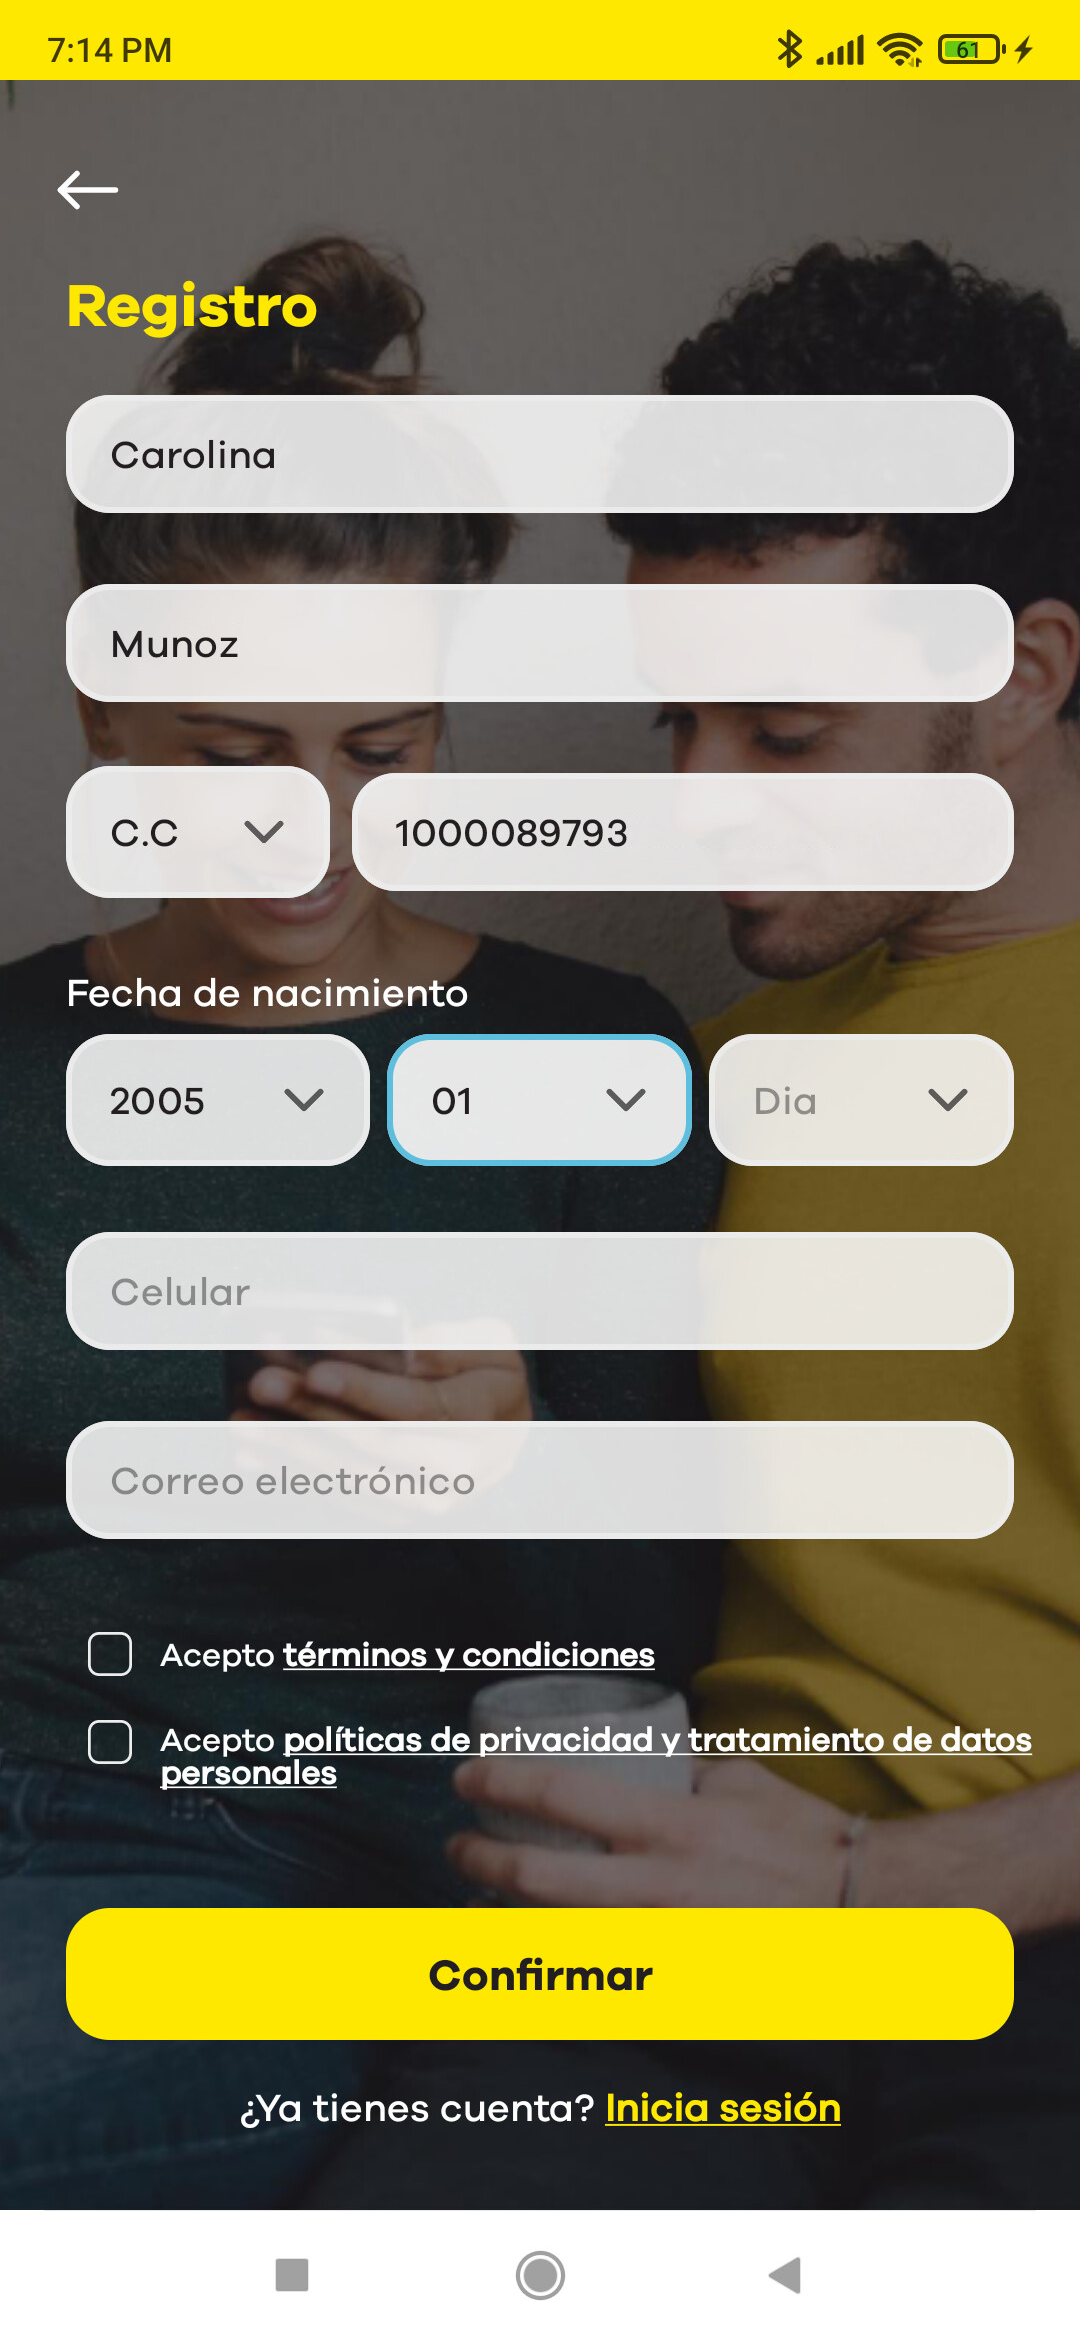 7:14 PM
61
Registro
Carolina
Munoz
C.C
1000089793
Fecha de nacimiento
2005
01
Dia
Celular
Correo electrónico
Acepto términos y condiciones
Acepto políticas de privacidad y tratamiento de datos
personales
Confirmar
¿Ya tienes cuenta? Inicia sesión